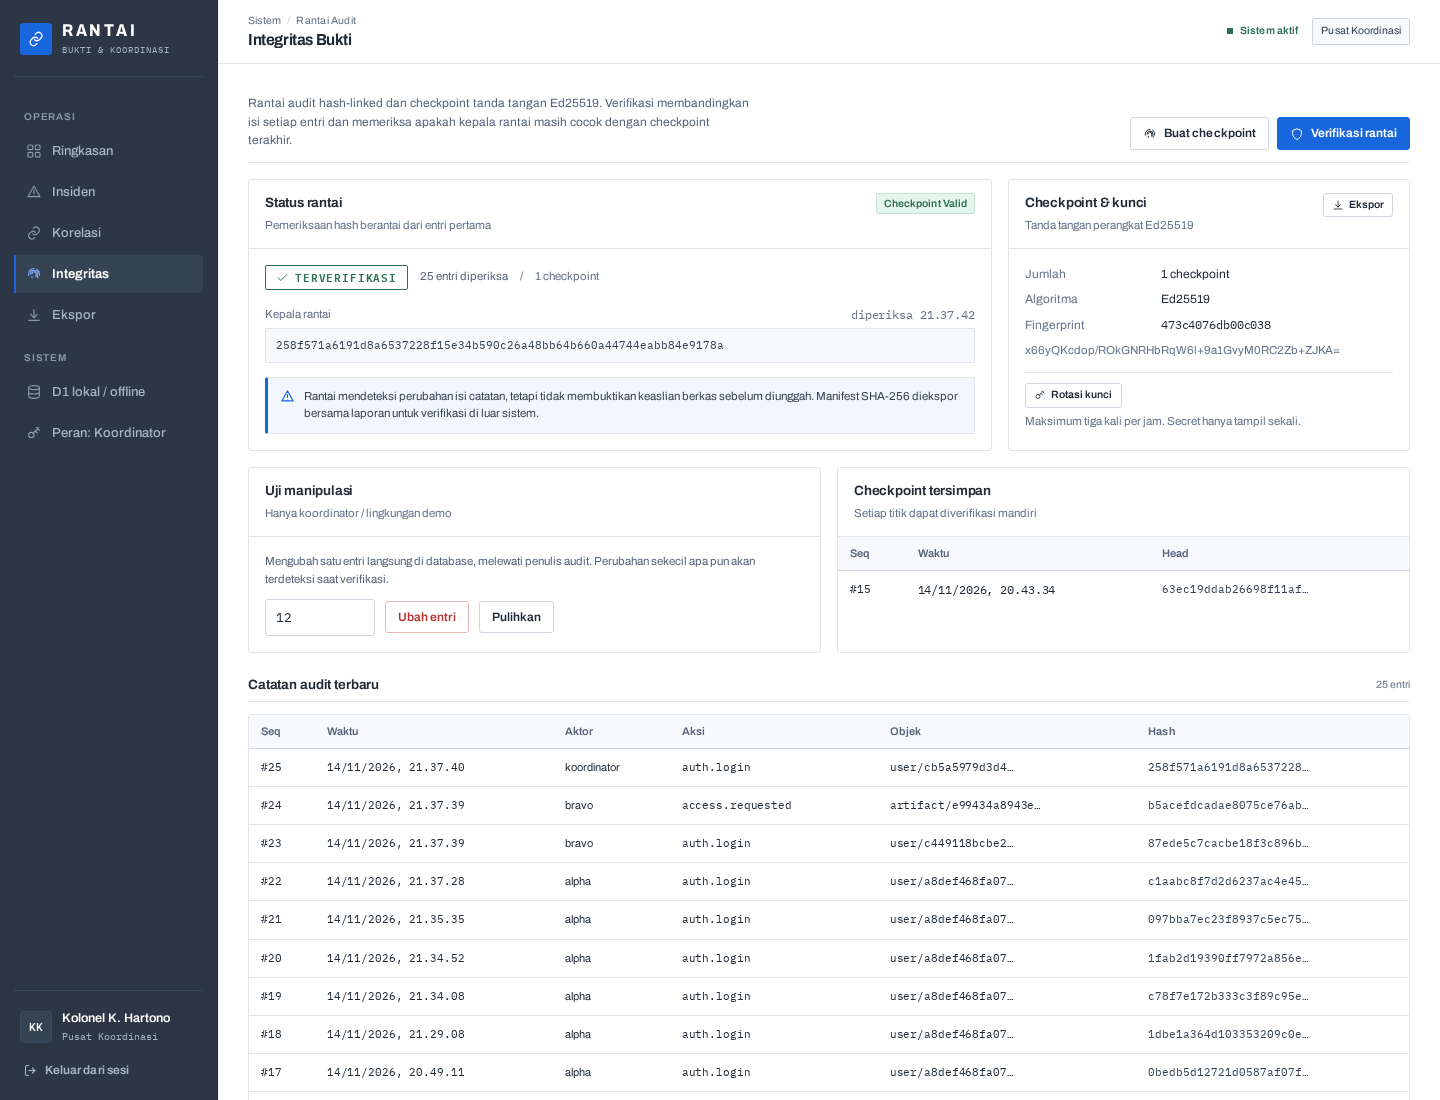 RANTAI
BUKTI & KOORDINASI
OPERASI
Ringkasan
Insiden
Korelasi
Integritas
Ekspor
SISTEM
D1 lokal / offline
Peran: Koordinator
KK
Kolonel K. Hartono
Pusat Koordinasi
Keluar dari sesi
Sistem / Rantai Audit
Integritas Bukti
Sistem aktif
Pusat Koordinasi
Rantai audit hash-linked dan checkpoint tanda tangan Ed25519. Verifikasi membandingkan
isi setiap entri dan memeriksa apakah kepala rantai masih cocok dengan checkpoint
terakhir.
Buat checkpoint
Verifikasi rantai
Status rantai
Pemeriksaan hash berantai dari entri pertama
Checkpoint Valid
TERVERIFIKASI
25 entri diperiksa / 1 checkpoint
Kepala rantai
diperiksa 21.37.42
258f571a6191d8a6537228f15e34b590c26a48bb64b660a44744eabb84e9178a
Rantai mendeteksi perubahan isi catatan, tetapi tidak membuktikan keaslian berkas sebelum diunggah. Manifest SHA-256 diekspor
bersama laporan untuk verifikasi di luar sistem.
Checkpoint & kunci
Tanda tangan perangkat Ed25519
Ekspor
Jumlah 1 checkpoint
Algoritma Ed25519
Fingerprint 473c4076db00c038
x66yQKcdop/ROkGNRHbRqW6l+9a1GvyM0RC2Zb+ZJKA=
Rotasi kunci
Maksimum tiga kali per jam. Secret hanya tampil sekali.
Uji manipulasi
Hanya koordinator / lingkungan demo
Mengubah satu entri langsung di database, melewati penulis audit. Perubahan sekecil apa pun akan
terdeteksi saat verifikasi.
12
Ubah entri
Pulihkan
Checkpoint tersimpan
Setiap titik dapat diverifikasi mandiri
Seq Waktu Head
#15 14/11/2026, 20.43.34 63ec19ddab26698f11af…
Catatan audit terbaru
25 entri
Seq Waktu Aktor Aksi Objek Hash
#25 14/11/2026, 21.37.40 koordinator auth.login user/cb5a5979d3d4… 258f571a6191d8a6537228…
#24 14/11/2026, 21.37.39 bravo access.requested artifact/e99434a8943e… b5acefdcadae8075ce76ab…
#23 14/11/2026, 21.37.39 bravo auth.login user/c449118bcbe2… 87ede5c7cacbe18f3c896b…
#22 14/11/2026, 21.37.28 alpha auth.login user/a8def468fa07… c1aabc8f7d2d6237ac4e45…
#21 14/11/2026, 21.35.35 alpha auth.login user/a8def468fa07… 097bba7ec23f8937c5ec75…
#20 14/11/2026, 21.34.52 alpha auth.login user/a8def468fa07… 1fab2d19390ff7972a856e…
#19 14/11/2026, 21.34.08 alpha auth.login user/a8def468fa07… c78f7e172b333c3f89c95e…
#18 14/11/2026, 21.29.08 alpha auth.login user/a8def468fa07… 1dbe1a364d103353209c0e…
#17 14/11/2026, 20.49.11 alpha auth.login user/a8def468fa07… 0bedb5d12721d0587af07f…